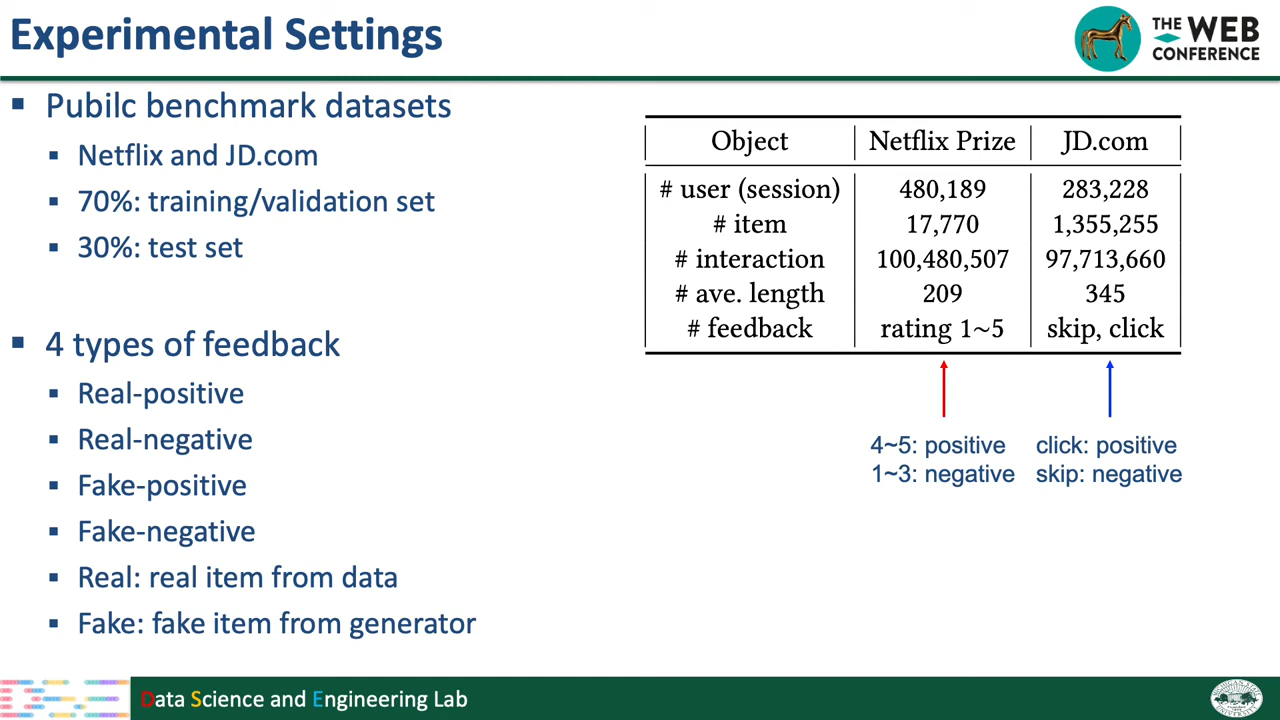 Experimental Settings
THE WEB
CONFERENCE
Pubilc benchmark datasets
Netflix and JD.com
70%: training/validation set
30%: test set
4 types of feedback
Real-positive
Real-negative
Fake-positive
Fake-negative
Real: real item from data
Fake: fake item from generator
Object Netflix Prize JD.com
# user (session) 480,189 283,228
# item 17,770 1,355,255
# interaction 100,480,507 97,713,660
# ave. length 209 345
# feedback rating 1~5 skip, click
4~5: positive click: positive
1~3: negative skip: negative
Data Science and Engineering Lab